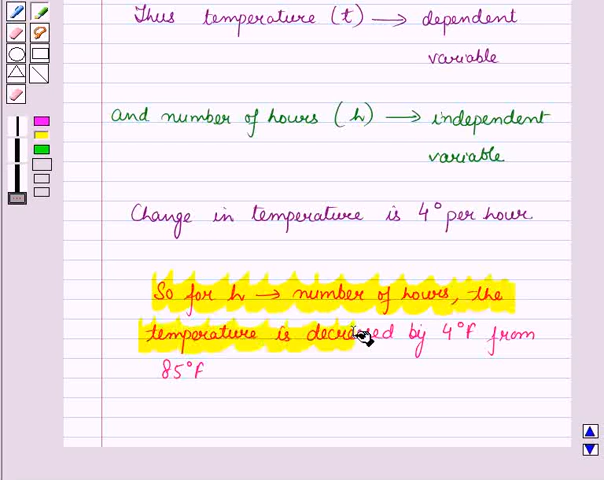 Thus temperature (t) → dependent
variable
and number of hours (h) → independent
variable.
Change in temperature is 4° per hour.
So for h → number of hours, the
temperature is decreased by 4°F from
85°F